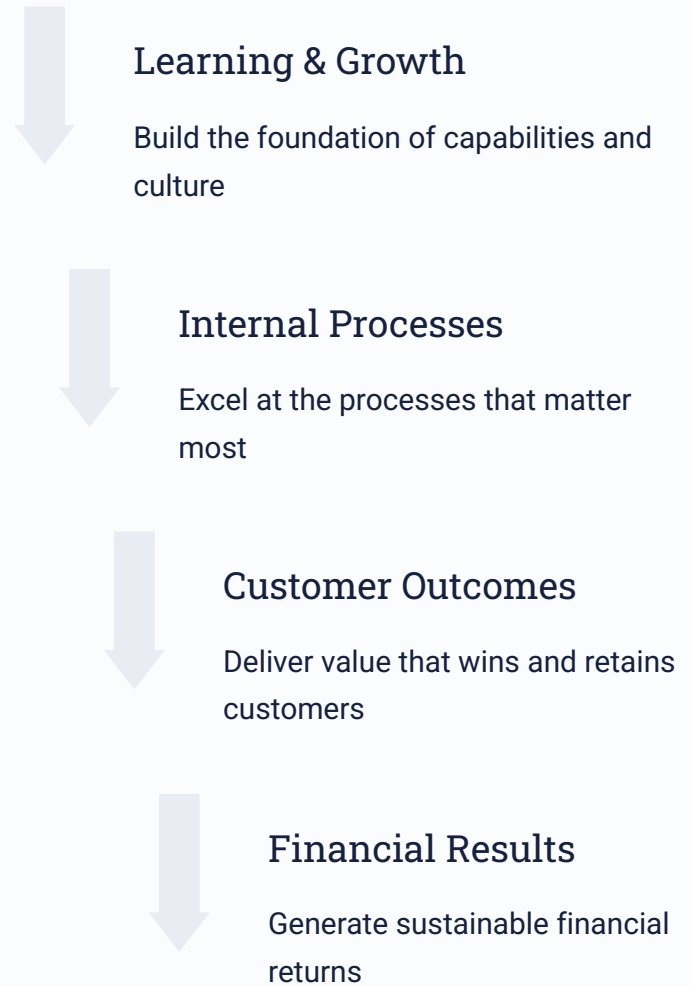 Learning & Growth
Build the foundation of capabilities and
culture
Internal Processes
Excel at the processes that matter
most
Customer Outcomes
Deliver value that wins and retains
customers
Financial Results
Generate sustainable financial
returns